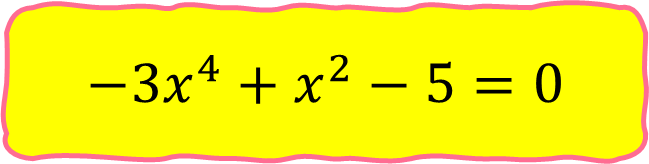 −3x⁴ + x² − 5 = 0